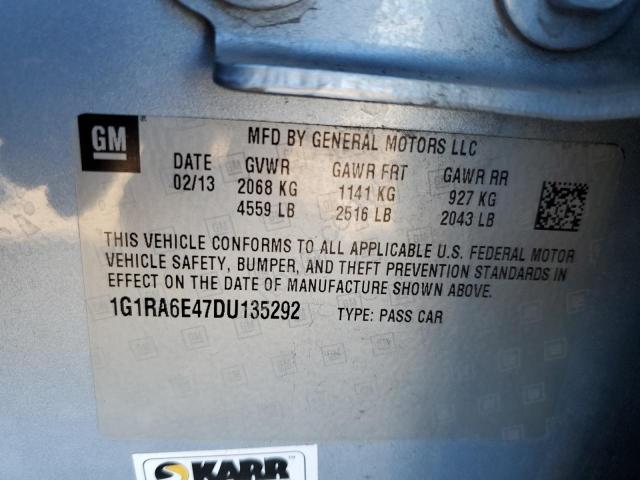 GM
MFD BY GENERAL MOTORS LLC
DATE GVWR GAWR FRT GAWR RR
02/13 2068 KG 1141 KG 927 KG
4559 LB 2516 LB 2043 LB
THIS VEHICLE CONFORMS TO ALL APPLICABLE U.S. FEDERAL MOTOR
VEHICLE SAFETY, BUMPER, AND THEFT PREVENTION STANDARDS IN
EFFECT ON THE DATE OF MANUFACTURE SHOWN ABOVE.
1G1RA6E47DU135292 TYPE: PASS CAR
KARR